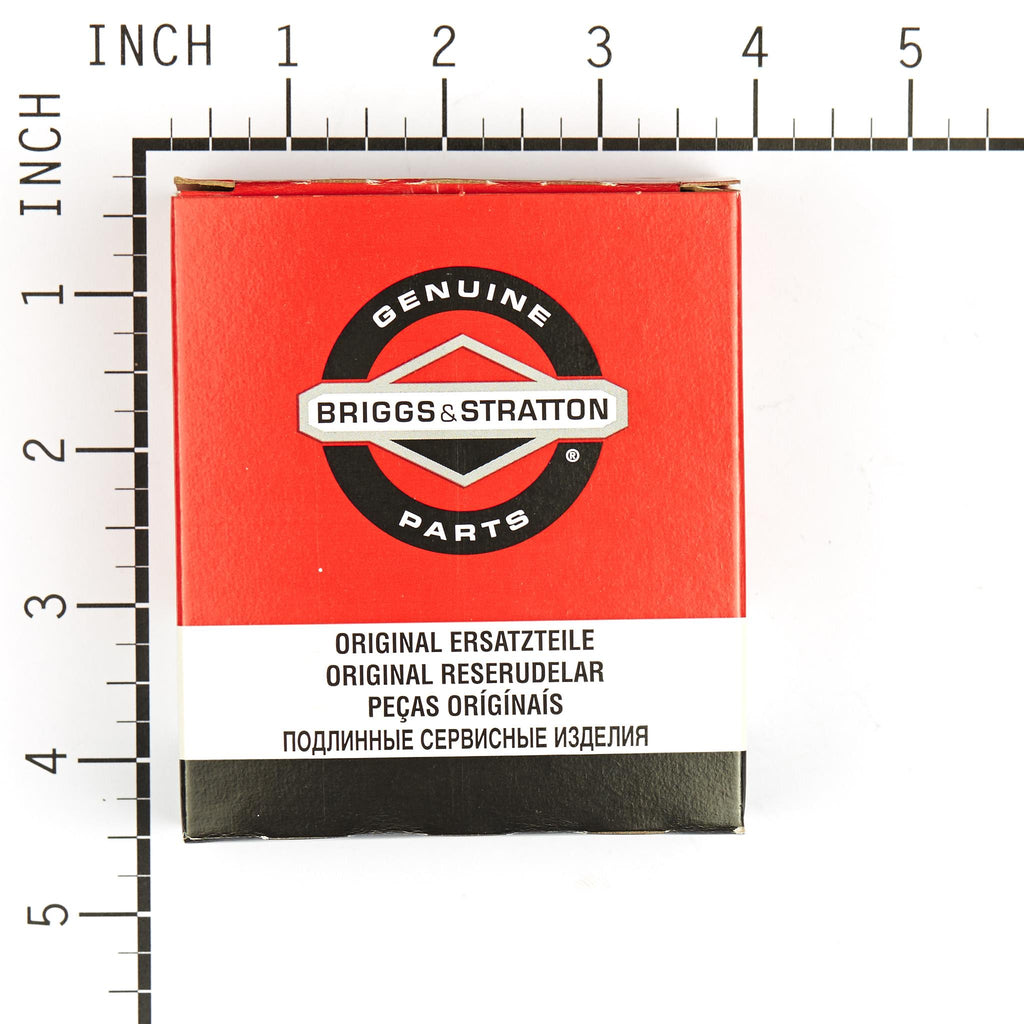 INCH 1 2 3 4 5
INCH
1
2
3
4
5
GENUINE
BRIGGS & STRATTON
®
PARTS
ORIGINAL ERSATZTEILE
ORIGINAL RESERUDELAR
PEÇAS ORÍGÍNAÍS
ПОДЛИННЫЕ СЕРВИСНЫЕ ИЗДЕЛИЯ